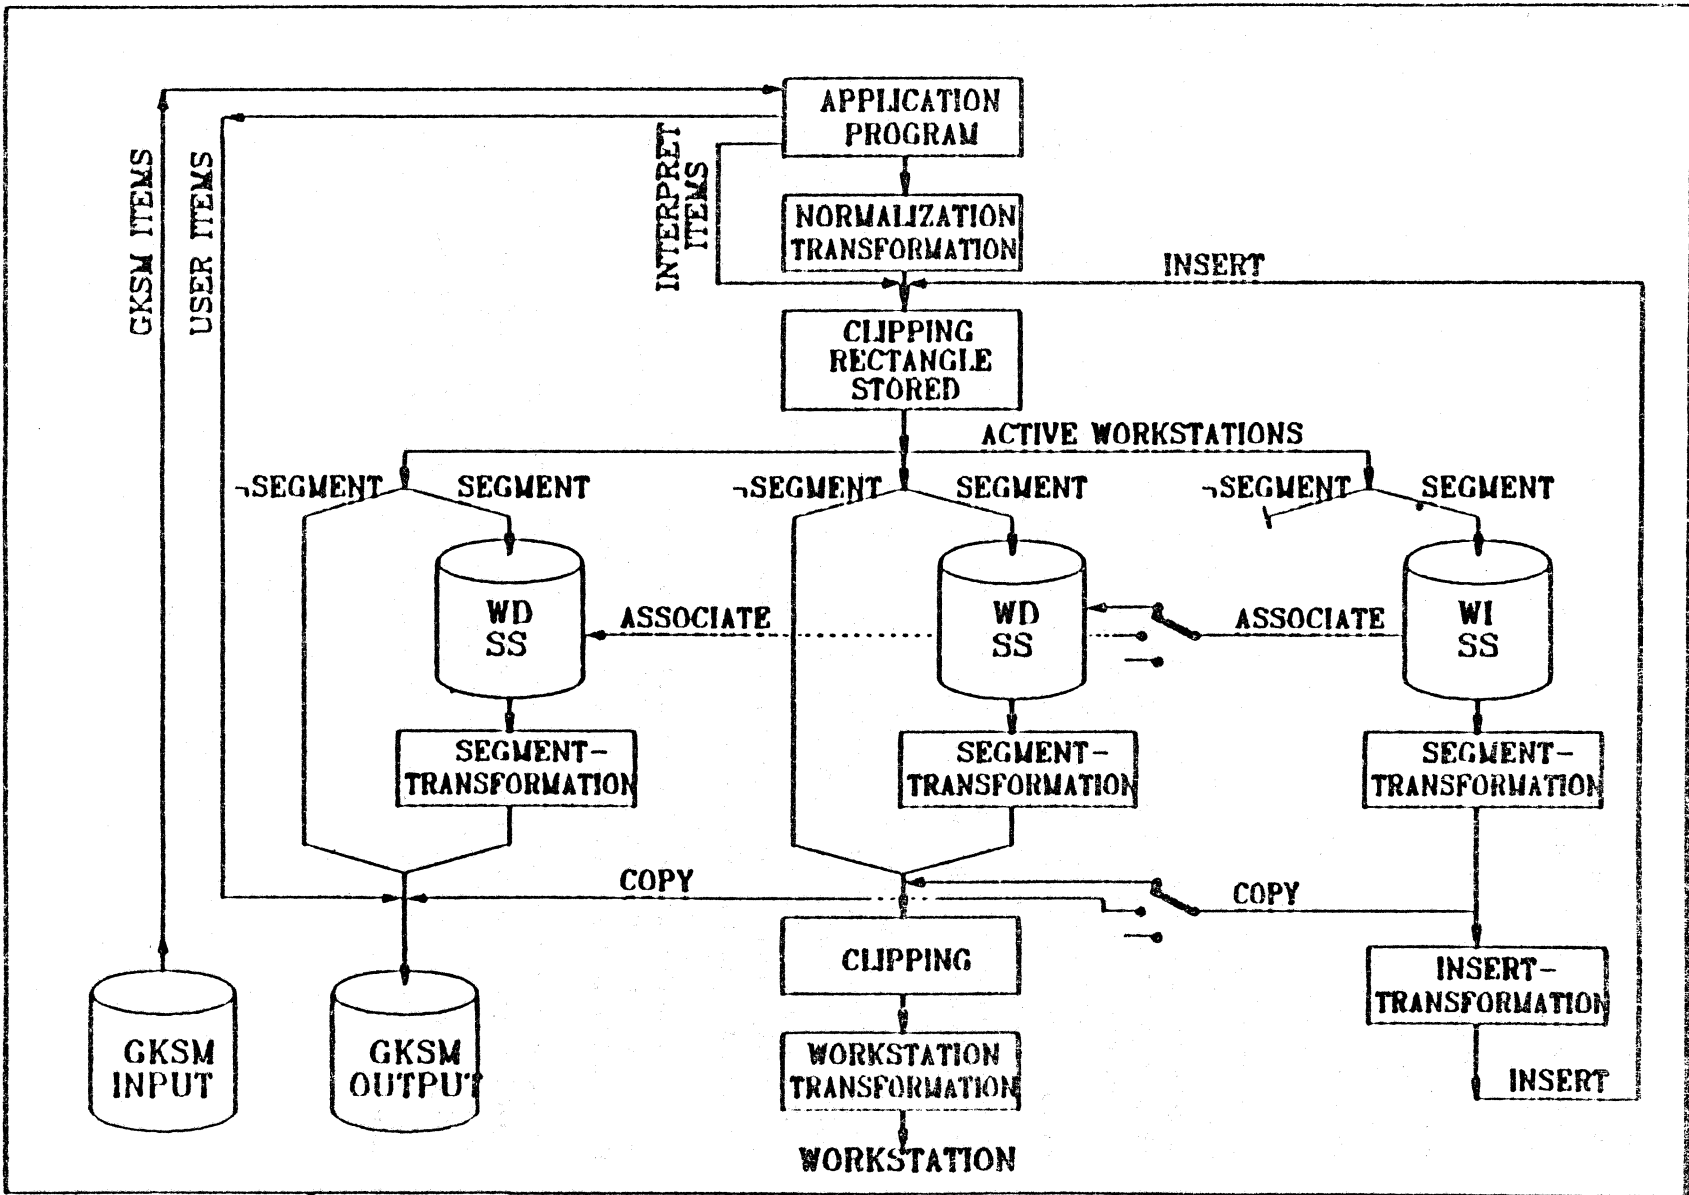 APPLICATION
PROGRAM
GKSM ITEMS
USER ITEMS
INTERPRET
ITEMS
NORMALIZATION
TRANSFORMATION
INSERT
CLIPPING
RECTANGLE
STORED
ACTIVE WORKSTATIONS
¬SEGMENT
SEGMENT
¬SEGMENT
SEGMENT
¬SEGMENT
SEGMENT
WD
SS
ASSOCIATE
WD
SS
ASSOCIATE
WI
SS
SEGMENT-
TRANSFORMATION
SEGMENT-
TRANSFORMATION
SEGMENT-
TRANSFORMATION
COPY
COPY
CLIPPING
INSERT-
TRANSFORMATION
GKSM
INPUT
GKSM
OUTPUT
WORKSTATION
TRANSFORMATION
INSERT
WORKSTATION